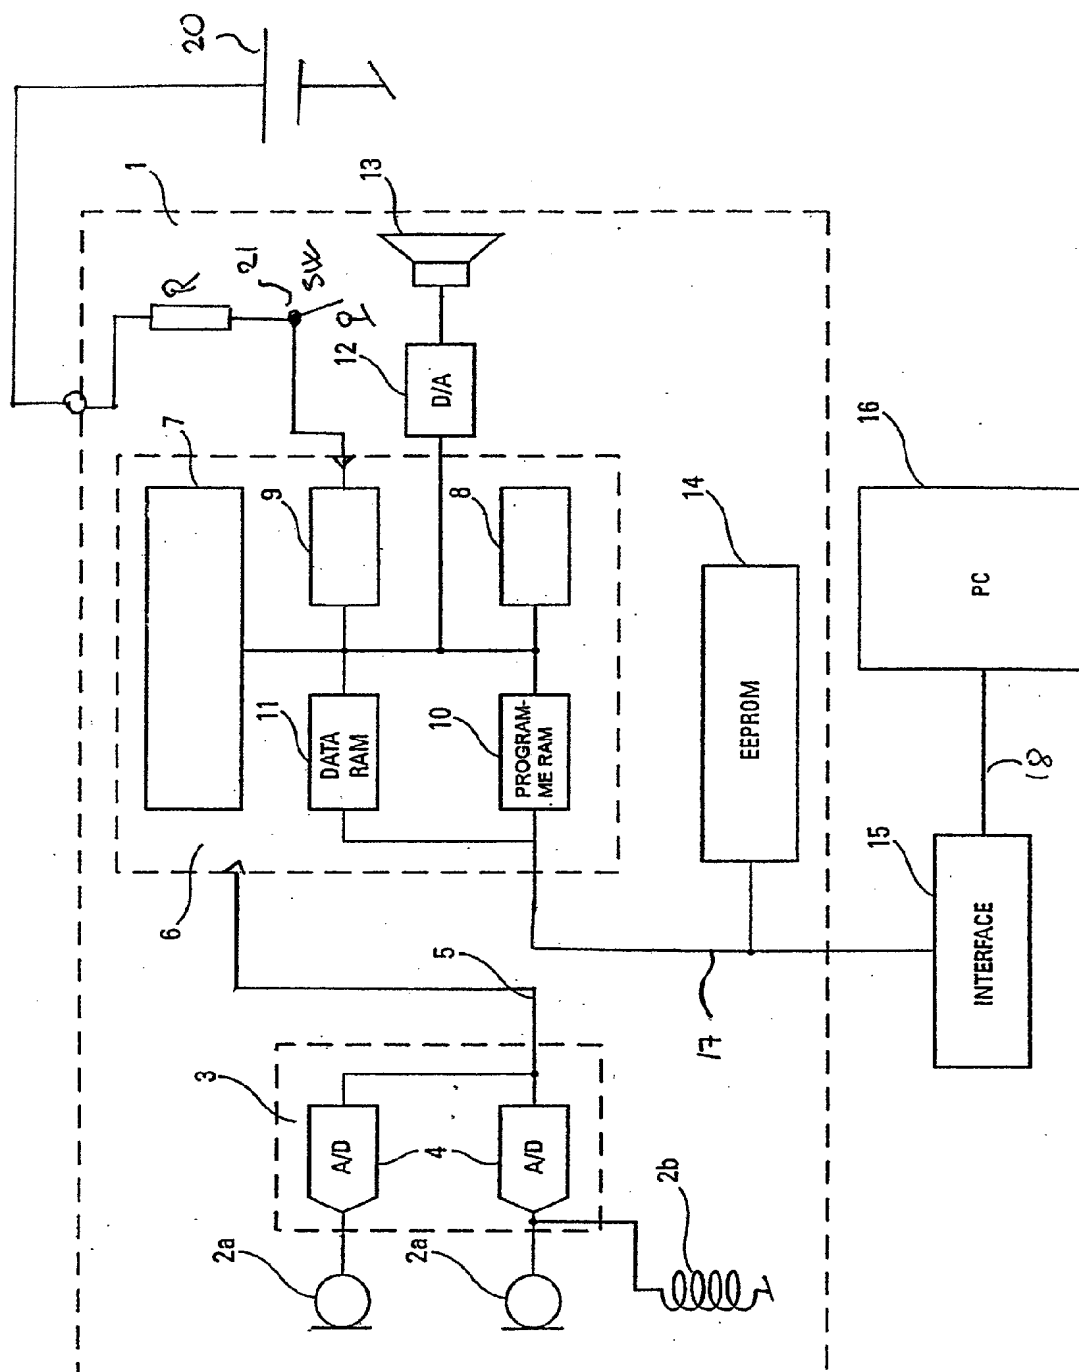 20
1
13
R
21
SW
12
D/A
7
9
8
16
PC
14
EEPROM
11
DATA
RAM
10
PROGRAM-
ME RAM
18
6
5
17
15
INTERFACE
3
A/D
4
A/D
2a
2a
2b